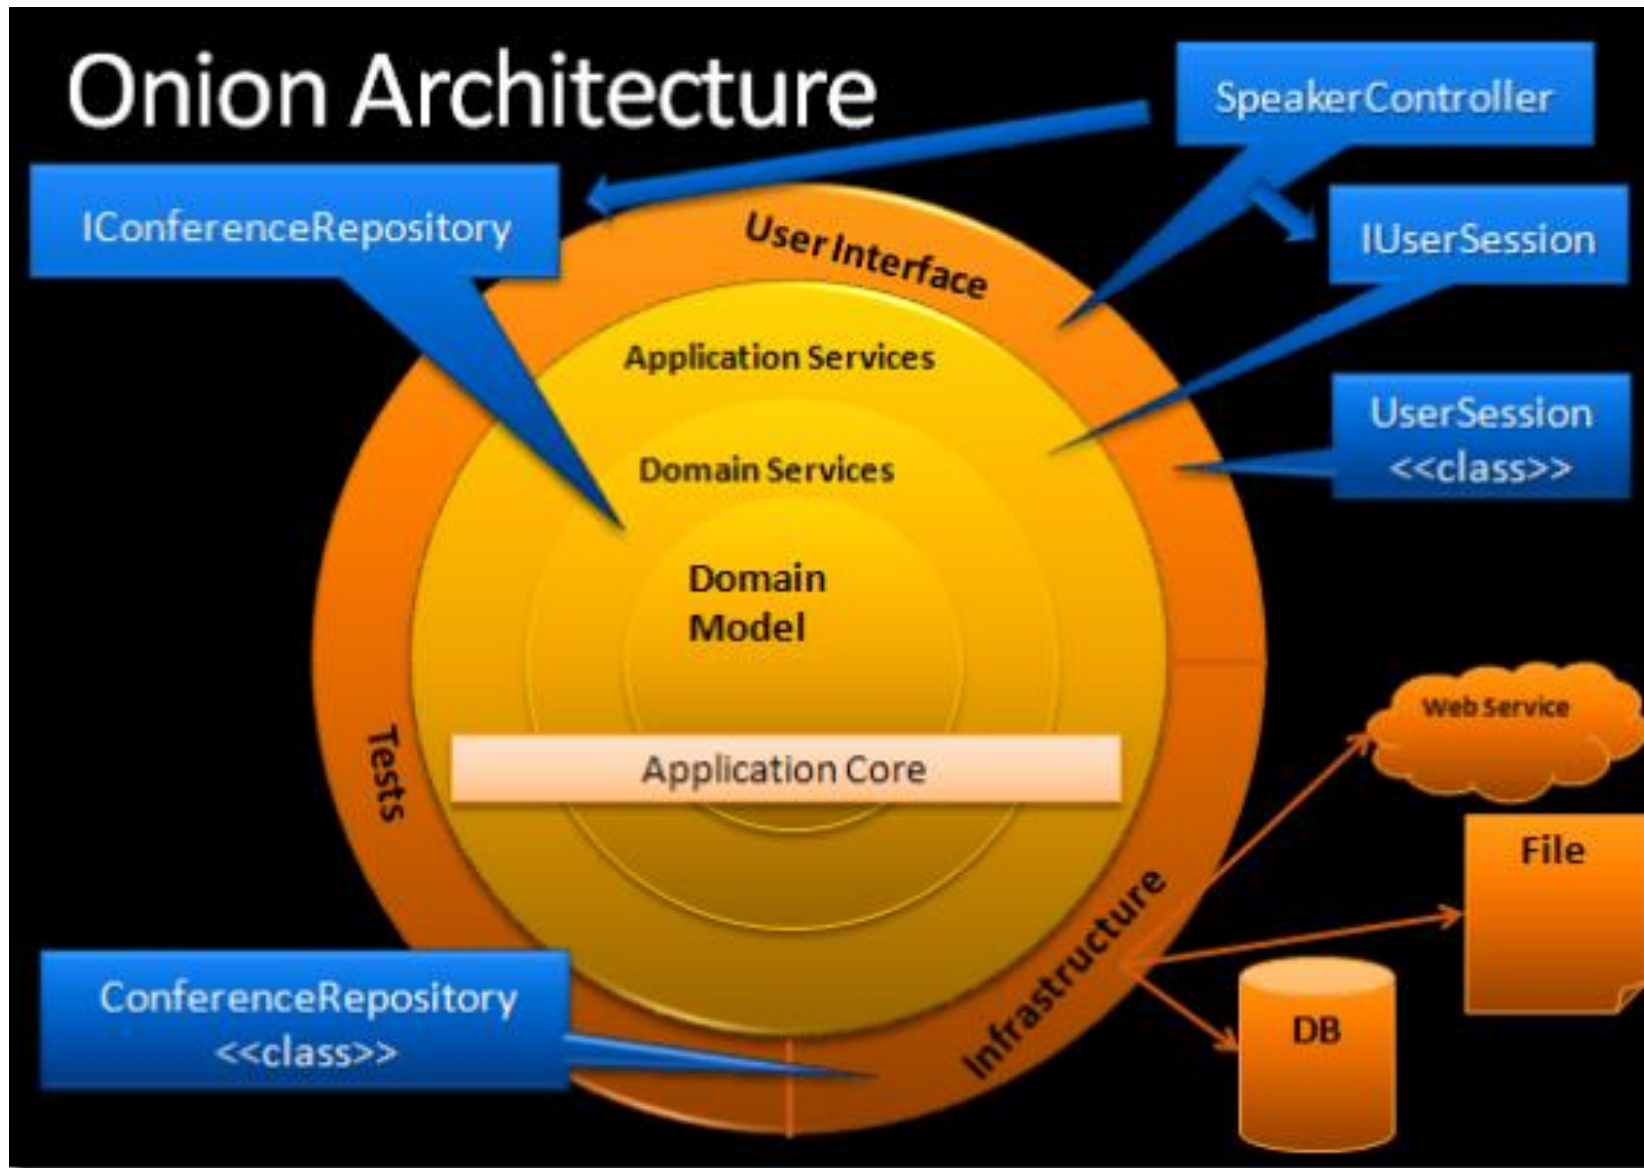 Onion Architecture
SpeakerController
IConferenceRepository
IUserSession
User Interface
Application Services
UserSession
<<class>>
Domain Services
Domain
Model
Web Service
Tests
Application Core
File
Infrastructure
ConferenceRepository
<<class>>
DB